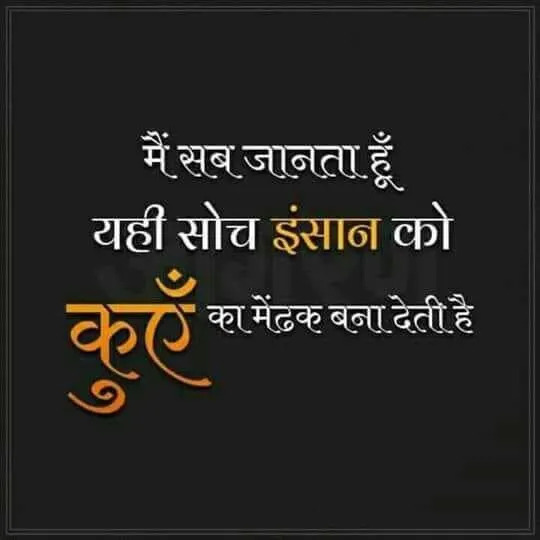 मैं सब जानता हूँ
यही सोच इंसान को
कुएँ का मेंढक बना देती है